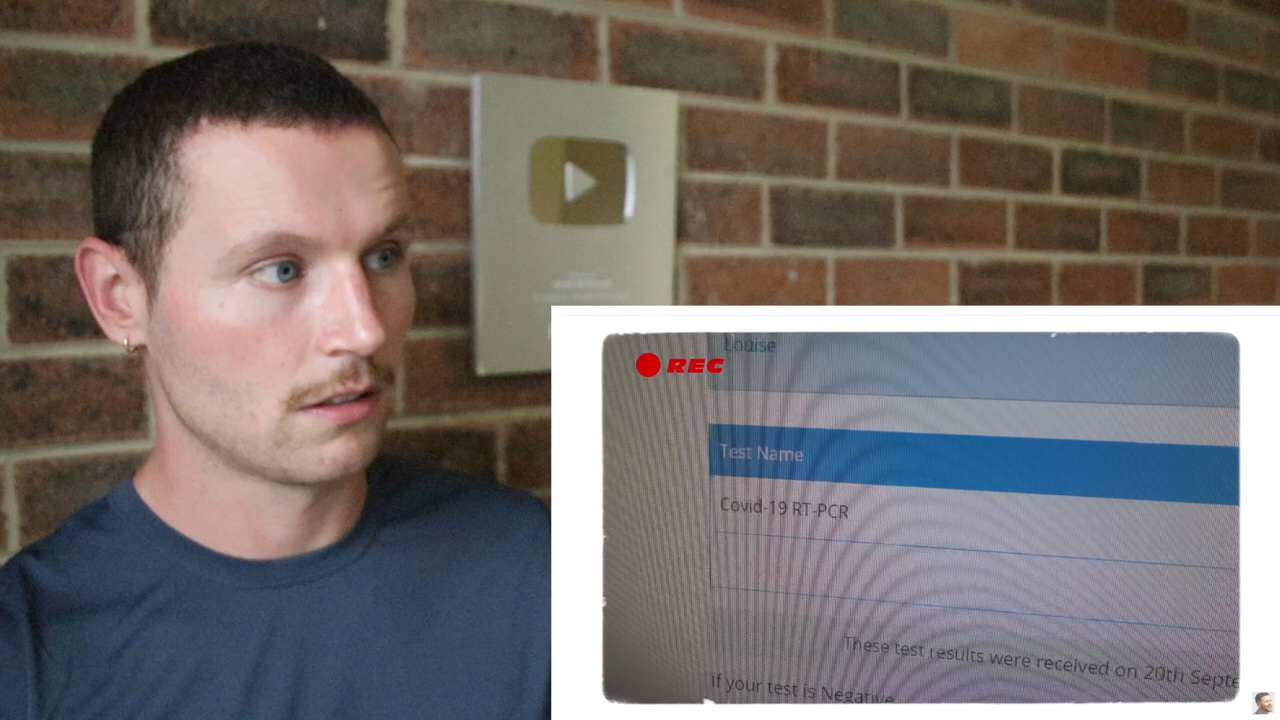 Louise
REC
Test Name
Covid-19 RT-PCR
These test results were received on 20th Septe
If your test is Negative